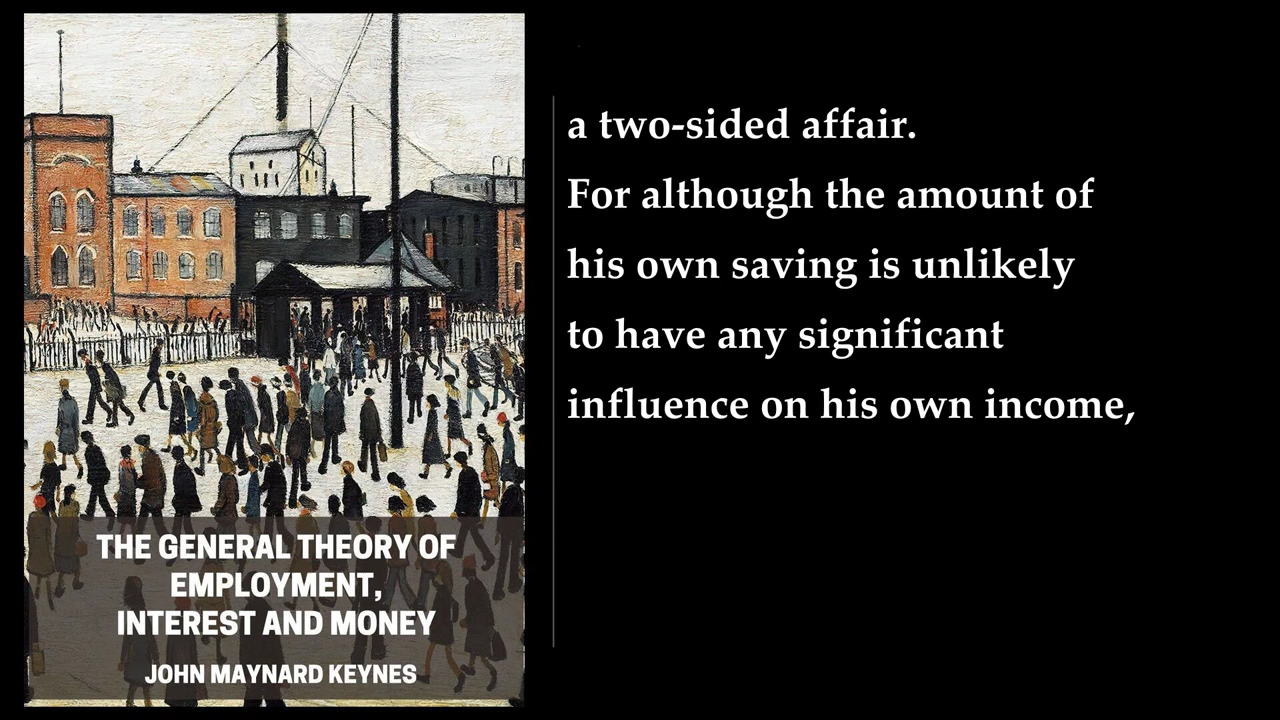 a two-sided affair.
For although the amount of
his own saving is unlikely
to have any significant
influence on his own income,
THE GENERAL THEORY OF
EMPLOYMENT,
INTEREST AND MONEY
JOHN MAYNARD KEYNES